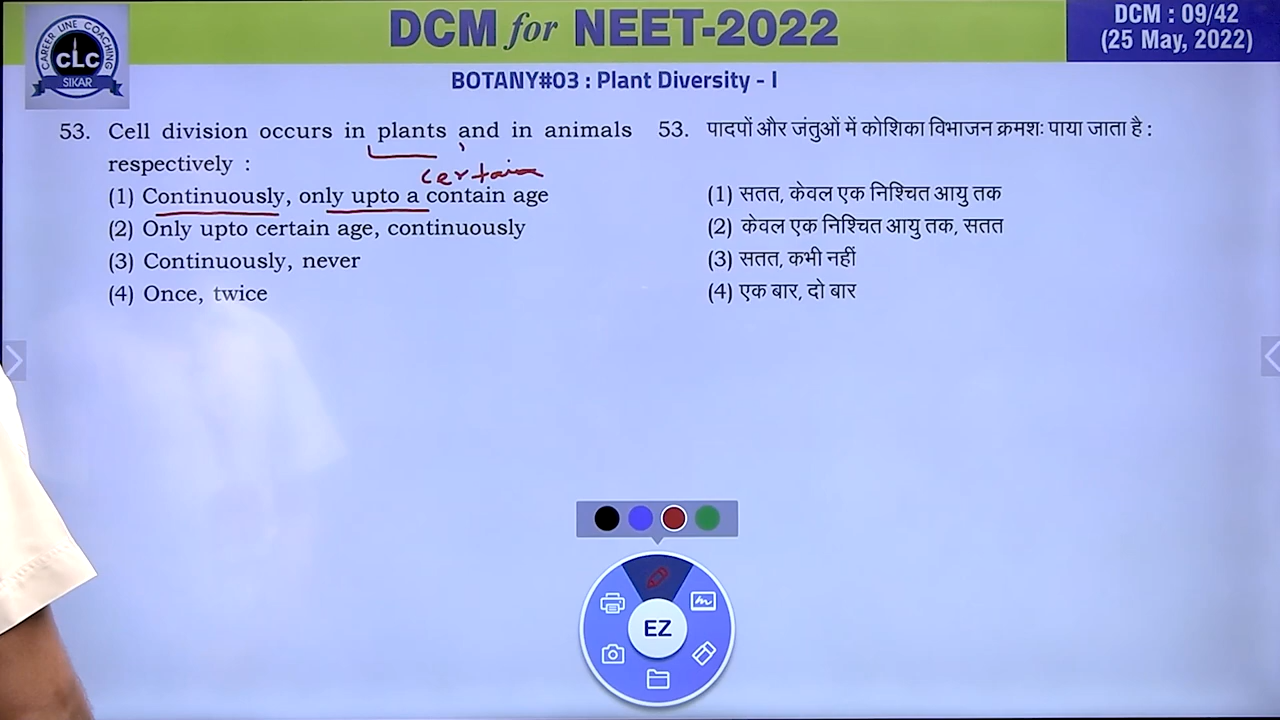 DCM for NEET-2022
DCM : 09/42
(25 May, 2022)
CAREER LINE COACHING
CLC
SIKAR
BOTANY#03 : Plant Diversity - I
53. Cell division occurs in plants and in animals
respectively :
certain
(1) Continuously, only upto a contain age
(2) Only upto certain age, continuously
(3) Continuously, never
(4) Once, twice
53. पादपों और जंतुओं में कोशिका विभाजन क्रमशः पाया जाता है :
(1) सतत, केवल एक निश्चित आयु तक
(2) केवल एक निश्चित आयु तक, सतत
(3) सतत, कभी नहीं
(4) एक बार, दो बार
EZ